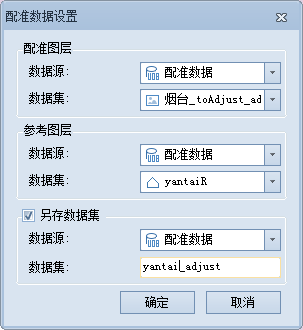 配准数据设置
配准图层
数据源: 配准数据
数据集: 烟台_toAdjust_ad
参考图层
数据源: 配准数据
数据集: yantaiR
另存数据集
数据源: 配准数据
数据集: yantai_adjust
确定 取消